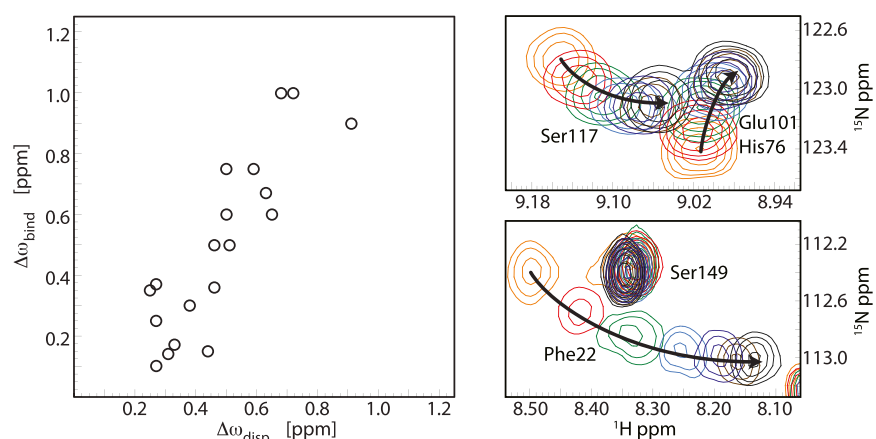 1.2
1.0
0.8
0.6
0.4
0.2
Δω_bind [ppm]
0.2 0.4 0.6 0.8 1.0 1.2
Δω_disp [ppm]
122.6
123.0
123.4
¹⁵N ppm
Ser117
Glu101
His76
9.18 9.10 9.02 8.94
112.2
112.6
113.0
¹⁵N ppm
Ser149
Phe22
8.50 8.40 8.30 8.20 8.10
¹H ppm